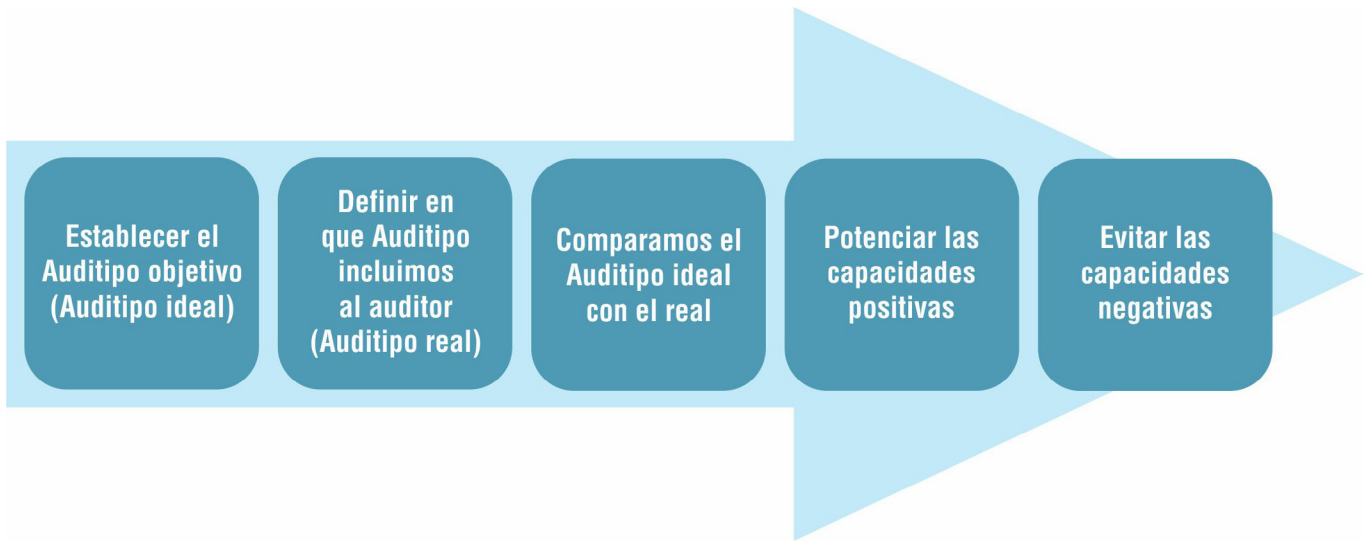 Establecer el
Auditipo objetivo
(Auditipo ideal)
Definir en
que Auditipo
incluimos
al auditor
(Auditipo real)
Comparamos el
Auditipo ideal
con el real
Potenciar las
capacidades
positivas
Evitar las
capacidades
negativas